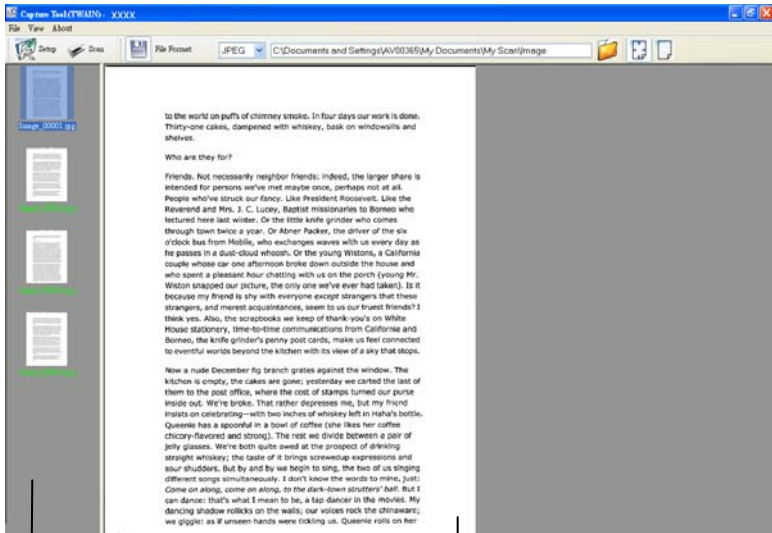 Capture Tool(TWAIN)- XXXX
File View About
Setup Scan File Format JPEG C:\Documents and Settings\AV00365\My Documents\My Scan\Image
Image_00001.jpg
to the world on puffs of chimney smoke. In four days our work is done.
Thirty-one cakes, dampened with whiskey, bask on windowsills and
shelves.
Who are they for?
Friends. Not necessarily neighbor friends: indeed, the larger share is
intended for persons we've met maybe once, perhaps not at all.
People who've struck our fancy. Like President Roosevelt. Like the
Reverend and Mrs. J. C. Lucey, Baptist missionaries to Borneo who
lectured here last winter. Or the little knife grinder who comes
through town twice a year. Or Abner Packer, the driver of the six
o'clock bus from Mobile, who exchanges waves with us every day as
he passes in a dust-cloud whoosh. Or the young Wistons, a California
couple whose car one afternoon broke down outside the house and
who spent a pleasant hour chatting with us on the porch (young Mr.
Wiston snapped our picture, the only one we've ever had taken). Is it
because my friend is shy with everyone except strangers that these
strangers, and merest acquaintances, seem to us our truest friends? I
think yes. Also, the scrapbooks we keep of thank-you's on White
House stationery, time-to-time communications from California and
Borneo, the knife grinder's penny post cards, make us feel connected
to eventful worlds beyond the kitchen with its view of a sky that stops.
Now a nude December fig branch grates against the window. The
kitchen is empty, the cakes are gone; yesterday we carted the last of
them to the post office, where the cost of stamps turned our purse
inside out. We're broke. That rather depresses me, but my friend
insists on celebrating—with two inches of whiskey left in Haha's bottle.
Queenie has a spoonful in a bowl of coffee (she likes her coffee
chicory-flavored and strong). The rest we divide between a pair of
jelly glasses. We're both quite awed at the prospect of drinking
straight whiskey; the taste of it brings screwedup expressions and
sour shudders. But by and by we begin to sing, the two of us singing
different songs simultaneously. I don't know the words to mine, just:
Come on along, come on along, to the dark-town strutters' ball. But I
can dance: that's what I mean to be, a tap dancer in the movies. My
dancing shadow rollicks on the walls; our voices rock the chinaware;
we giggle: as if unseen hands were tickling us. Queenie rolls on her